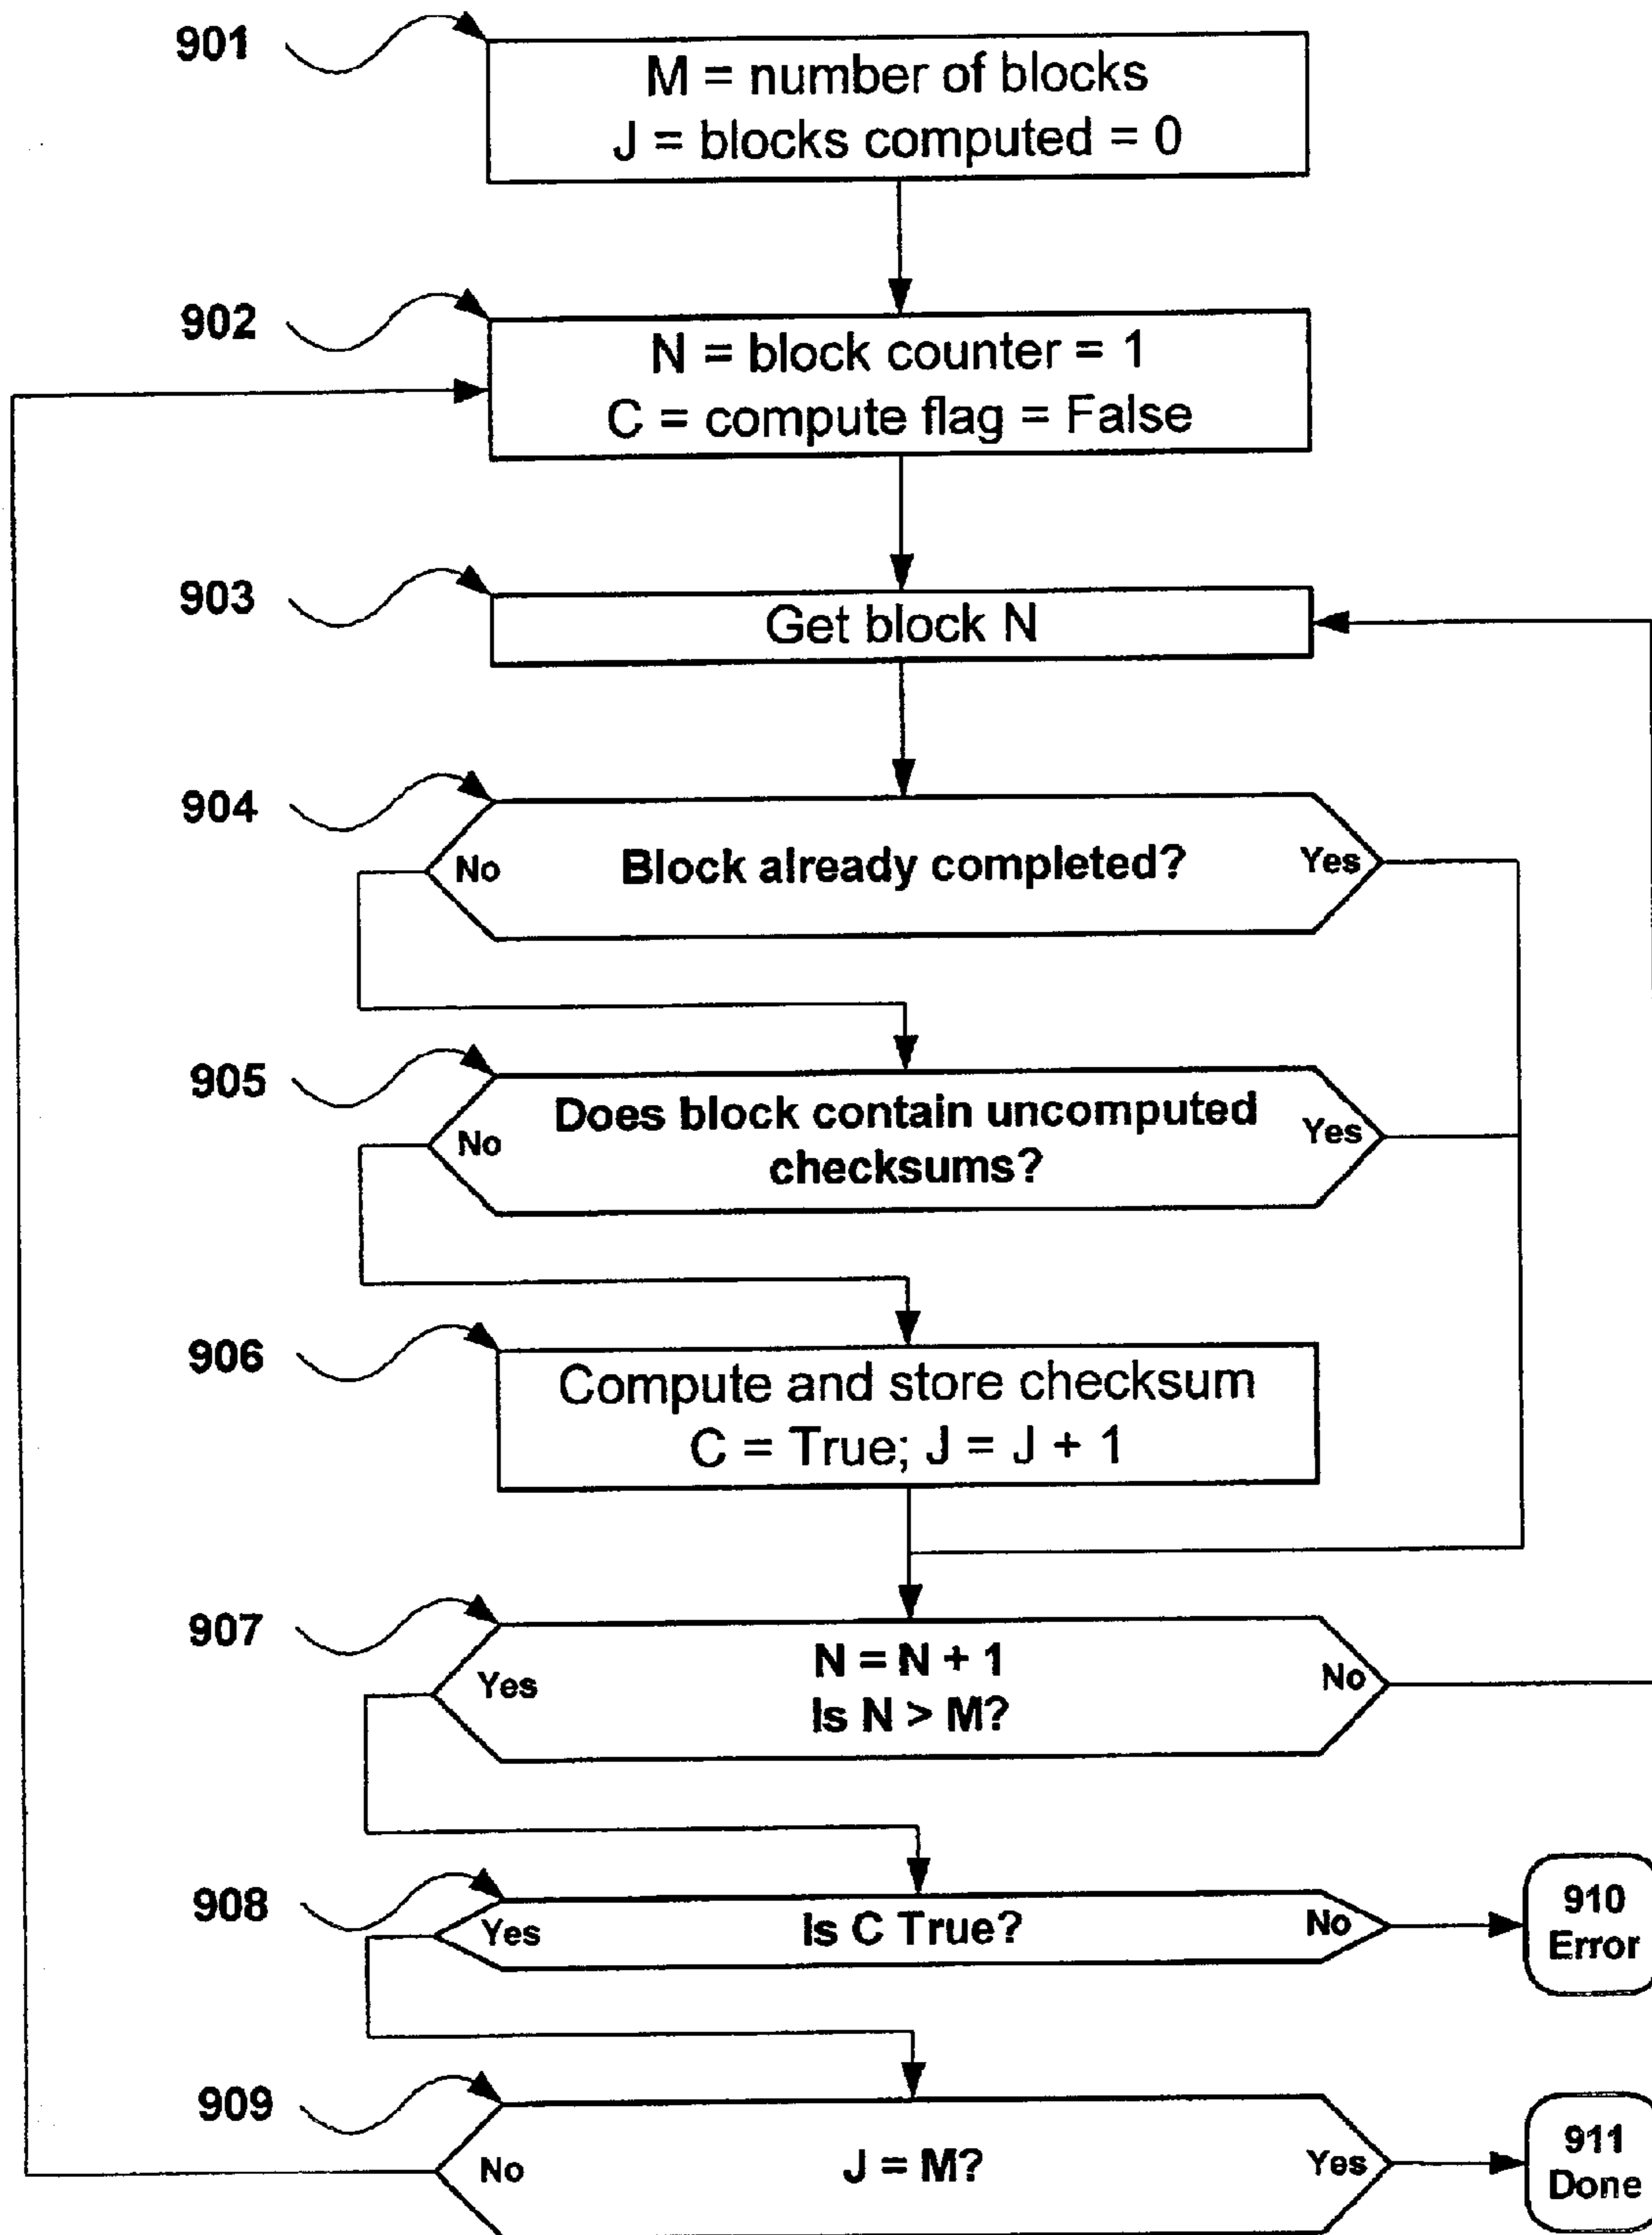 901
M = number of blocks
J = blocks computed = 0
902
N = block counter = 1
C = compute flag = False
903
Get block N
904
No
Block already completed?
Yes
905
No
Does block contain uncomputed
checksums?
Yes
906
Compute and store checksum
C = True; J = J + 1
907
Yes
N = N + 1
Is N > M?
No
908
Yes
Is C True?
No
910
Error
909
No
J = M?
Yes
911
Done